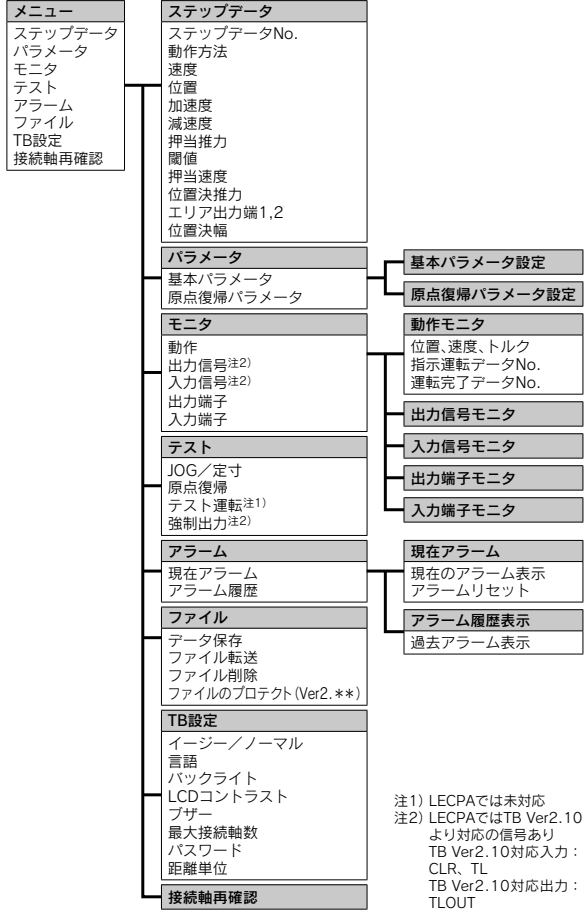 メニュー
ステップデータ
パラメータ
モニタ
テスト
アラーム
ファイル
TB設定
接続軸再確認
ステップデータ
ステップデータNo.
動作方法
速度
位置
加速度
減速度
押当推力
閾値
押当速度
位置決推力
エリア出力端1,2
位置決幅
パラメータ
基本パラメータ
原点復帰パラメータ
基本パラメータ設定
原点復帰パラメータ設定
モニタ
動作
出力信号注2)
入力信号注2)
出力端子
入力端子
動作モニタ
位置、速度、トルク
指示運転データNo.
運転完了データNo.
出力信号モニタ
入力信号モニタ
出力端子モニタ
入力端子モニタ
テスト
JOG／定寸
原点復帰
テスト運転注1)
強制出力注2)
アラーム
現在アラーム
アラーム履歴
現在アラーム
現在のアラーム表示
アラームリセット
アラーム履歴表示
過去アラーム表示
ファイル
データ保存
ファイル転送
ファイル削除
ファイルのプロテクト(Ver2.＊＊)
TB設定
イージー／ノーマル
言語
バックライト
LCDコントラスト
ブザー
最大接続軸数
パスワード
距離単位
接続軸再確認
注1) LECPAでは未対応
注2) LECPAではTB Ver2.10
より対応の信号あり
TB Ver2.10対応入力：
CLR、TL
TB Ver2.10対応出力：
TLOUT